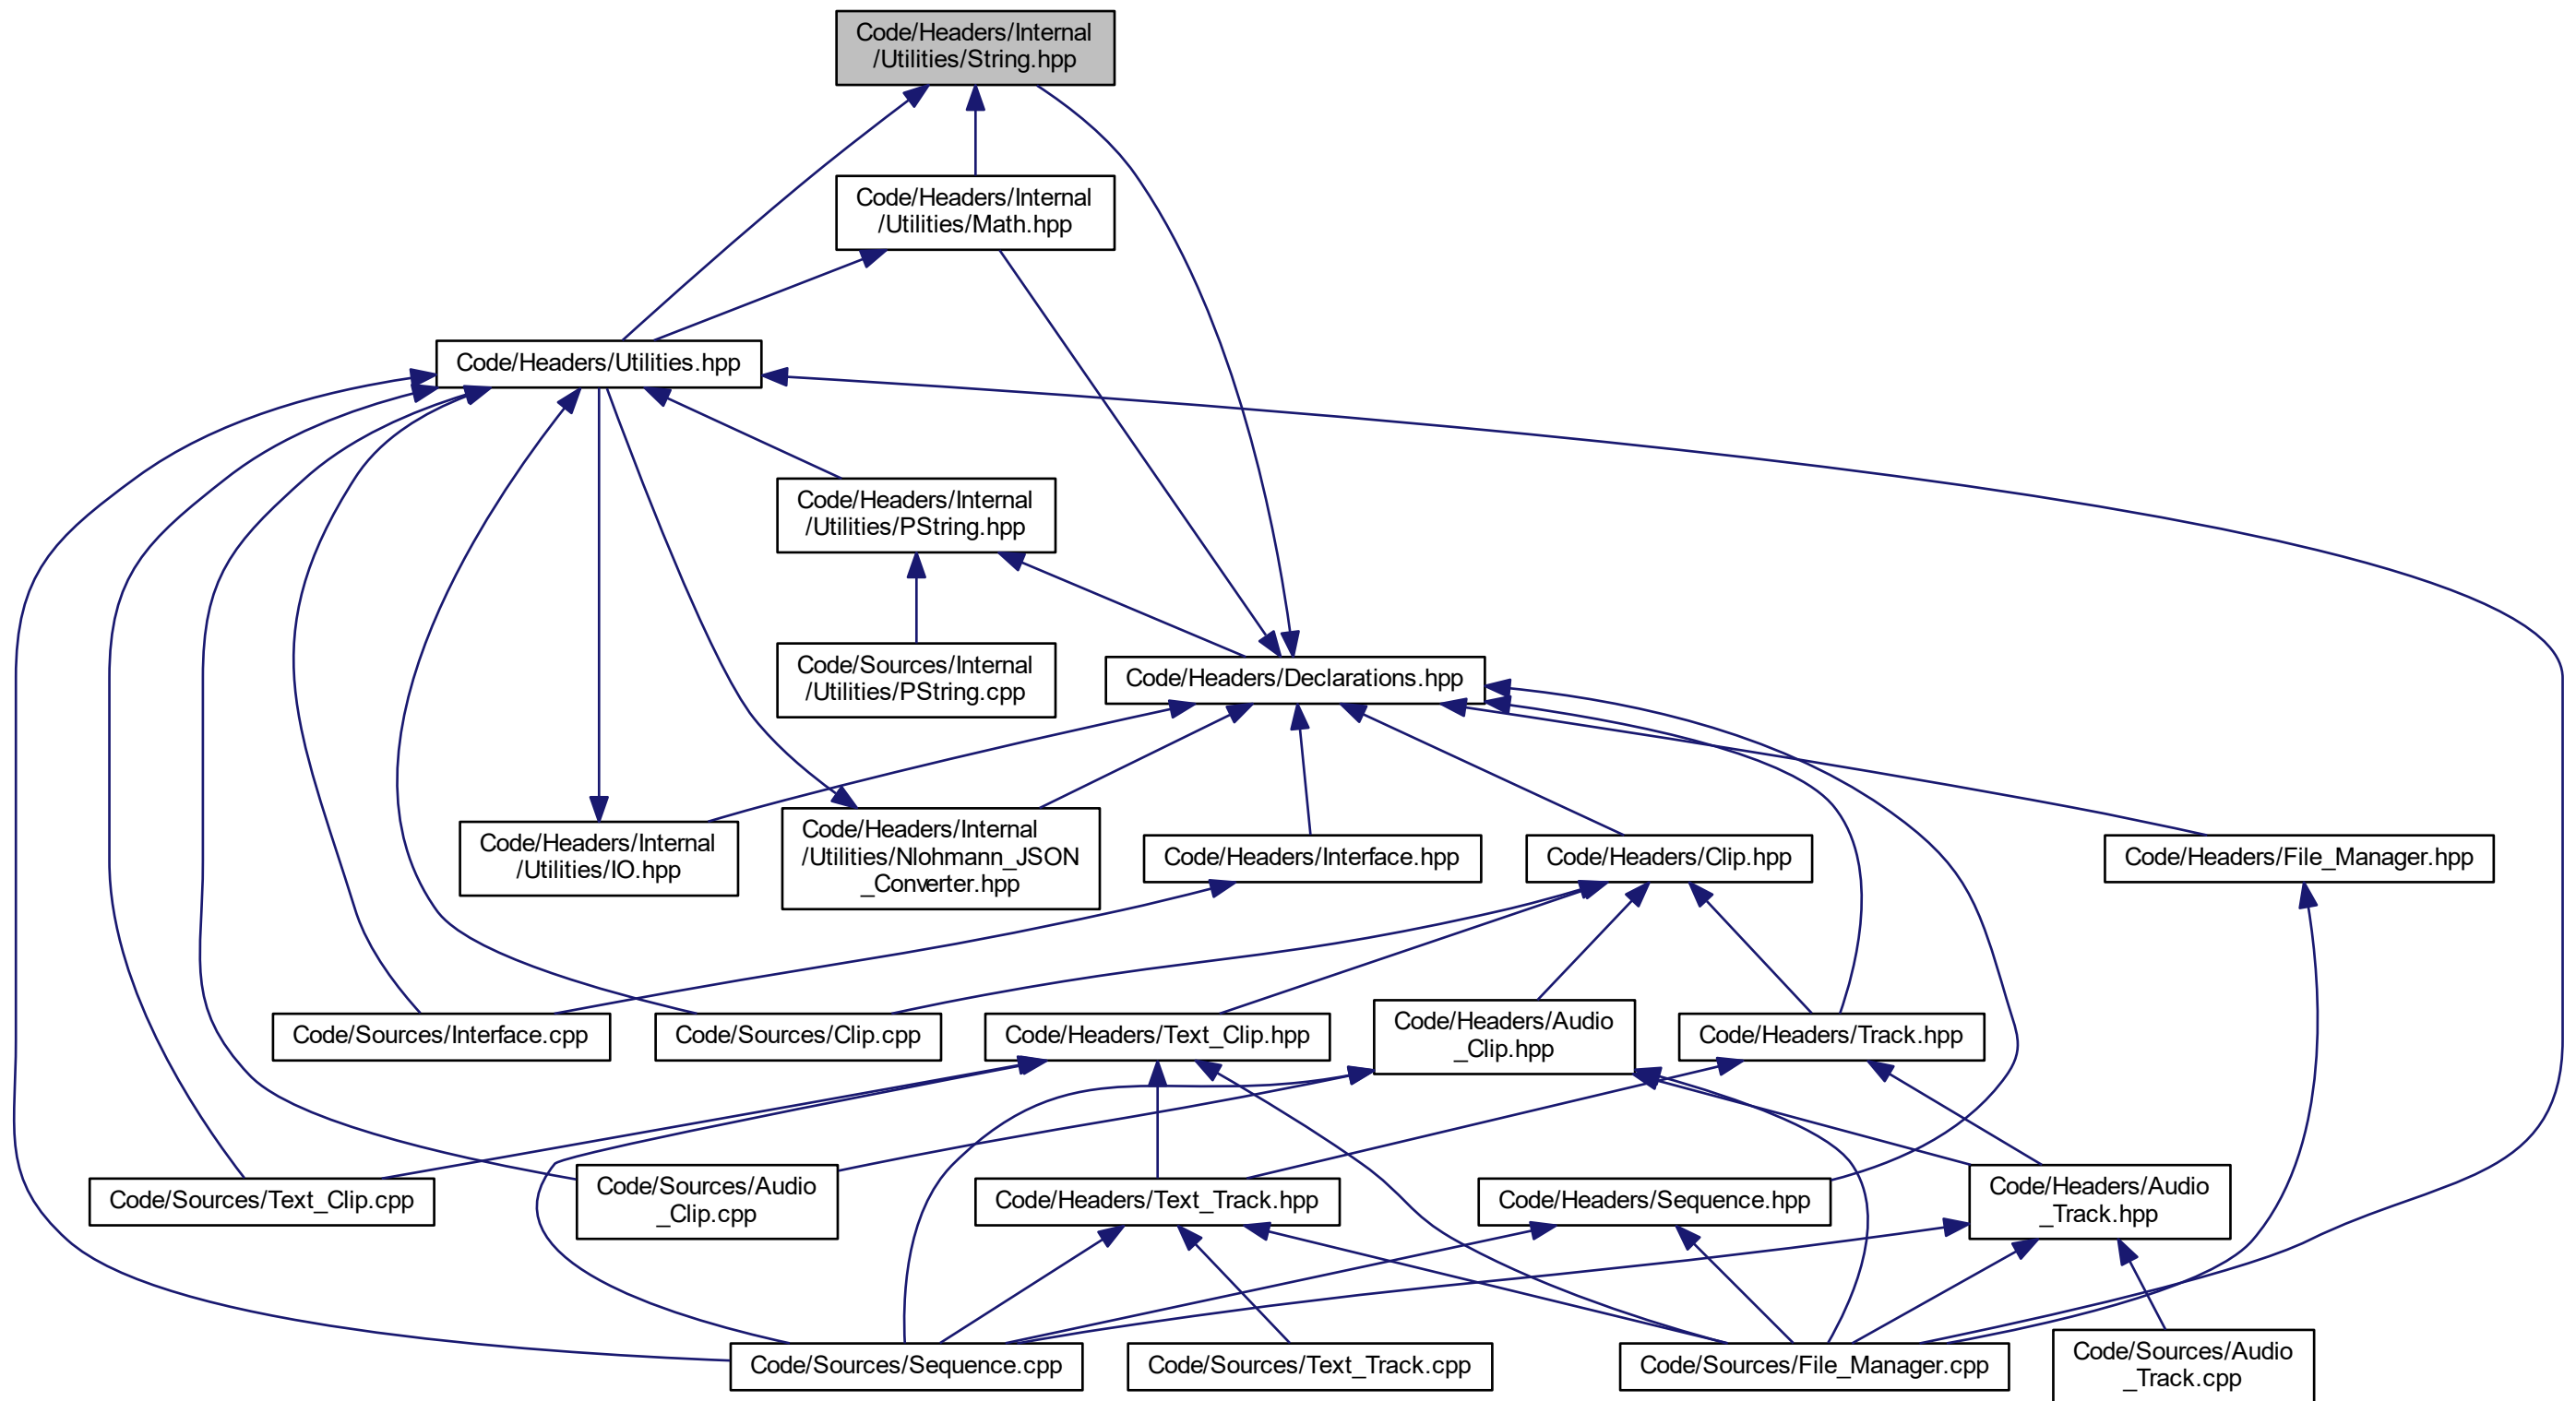 Code/Headers/Internal
/Utilities/String.hpp
Code/Headers/Internal
/Utilities/Math.hpp
Code/Headers/Utilities.hpp
Code/Headers/Internal
/Utilities/PString.hpp
Code/Sources/Internal
/Utilities/PString.cpp
Code/Headers/Declarations.hpp
Code/Headers/Internal
/Utilities/IO.hpp
Code/Headers/Internal
/Utilities/Nlohmann_JSON
_Converter.hpp
Code/Headers/Interface.hpp
Code/Headers/Clip.hpp
Code/Headers/File_Manager.hpp
Code/Sources/Interface.cpp
Code/Sources/Clip.cpp
Code/Headers/Text_Clip.hpp
Code/Headers/Audio
_Clip.hpp
Code/Headers/Track.hpp
Code/Sources/Text_Clip.cpp
Code/Sources/Audio
_Clip.cpp
Code/Headers/Text_Track.hpp
Code/Headers/Sequence.hpp
Code/Headers/Audio
_Track.hpp
Code/Sources/Sequence.cpp
Code/Sources/Text_Track.cpp
Code/Sources/File_Manager.cpp
Code/Sources/Audio
_Track.cpp